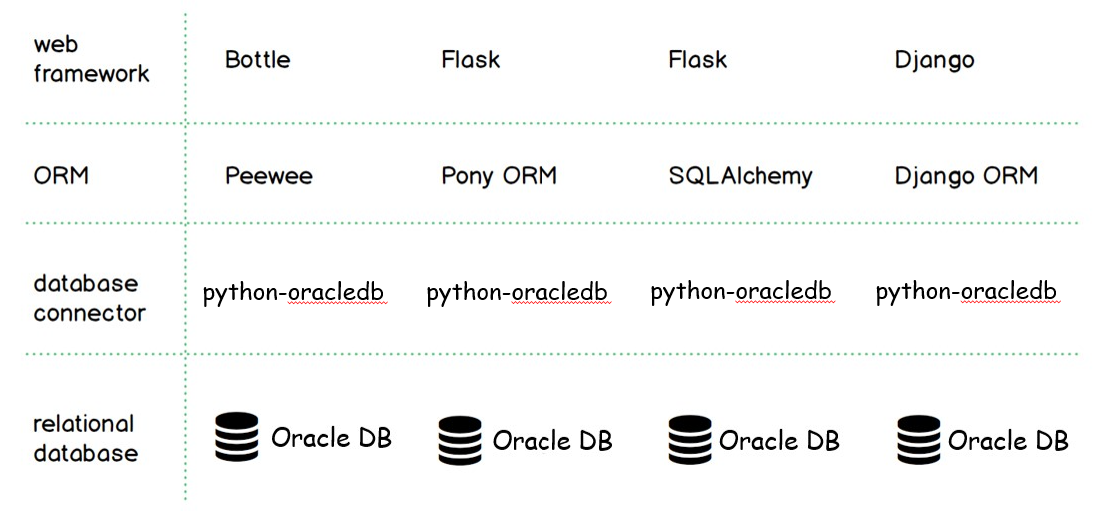 web
framework
Bottle
Flask
Flask
Django
ORM
Peewee
Pony ORM
SQLAlchemy
Django ORM
database
connector
python-oracledb
python-oracledb
python-oracledb
python-oracledb
relational
database
Oracle DB
Oracle DB
Oracle DB
Oracle DB